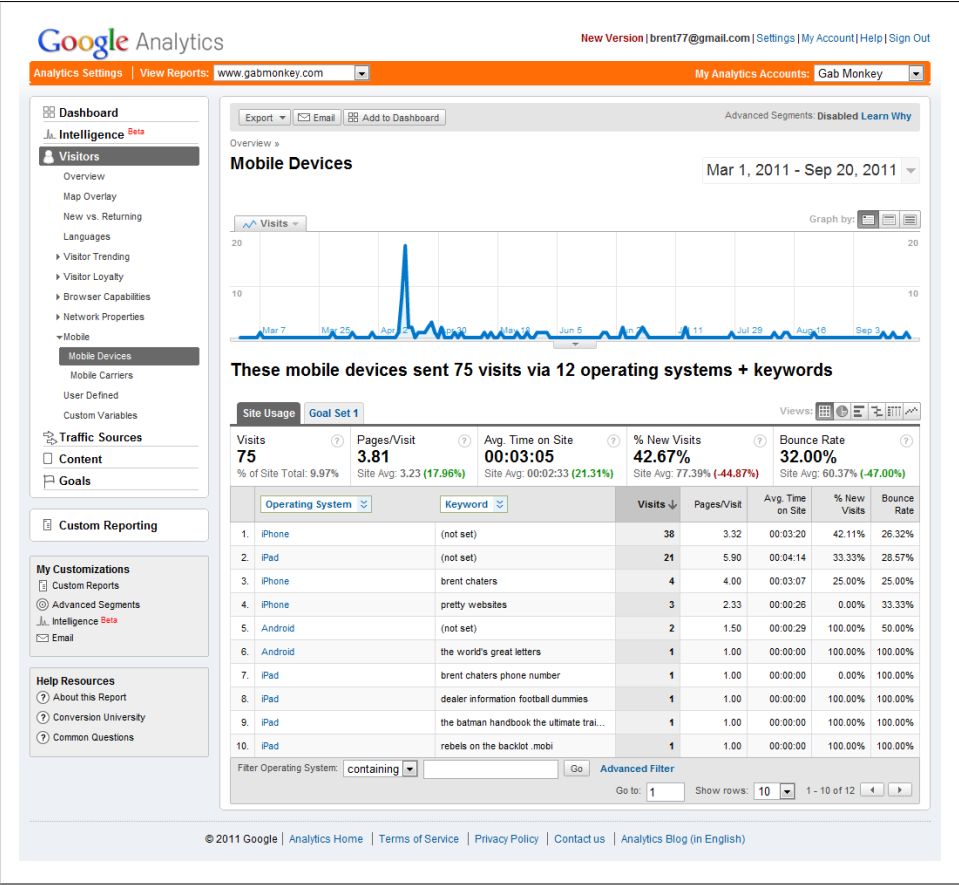 Google Analytics
New Version | brent77@gmail.com | Settings | My Account | Help | Sign Out
Analytics Settings | View Reports: www.gabmonkey.com
My Analytics Accounts: Gab Monkey
Dashboard
Intelligence Beta
Visitors
Overview
Map Overlay
New vs. Returning
Languages
Visitor Trending
Visitor Loyalty
Browser Capabilities
Network Properties
Mobile
Mobile Devices
Mobile Carriers
User Defined
Custom Variables
Traffic Sources
Content
Goals
Custom Reporting
My Customizations
Custom Reports
Advanced Segments
Intelligence Beta
Email
Help Resources
About this Report
Conversion University
Common Questions
Export Email Add to Dashboard
Advanced Segments: Disabled Learn Why
Overview »
Mobile Devices
Mar 1, 2011 - Sep 20, 2011
Visits
Graph by:
20 20
10 10
Mar 7 Mar 25 Apr 12 Apr 30 May 18 Jun 5 Jun 23 Jul 11 Jul 29 Aug 16 Sep 3
These mobile devices sent 75 visits via 12 operating systems + keywords
Site Usage Goal Set 1
Views:
Visits Pages/Visit Avg. Time on Site % New Visits Bounce Rate
75 3.81 00:03:05 42.67% 32.00%
% of Site Total: 9.97% Site Avg: 3.23 (17.96%) Site Avg: 00:02:33 (21.31%) Site Avg: 77.39% (-44.87%) Site Avg: 60.37% (-47.00%)
Operating System Keyword Visits Pages/Visit Avg. Time on Site % New Visits Bounce Rate
1. iPhone (not set) 38 3.32 00:03:20 42.11% 26.32%
2. iPad (not set) 21 5.90 00:04:14 33.33% 28.57%
3. iPhone brent chaters 4 4.00 00:03:07 25.00% 25.00%
4. iPhone pretty websites 3 2.33 00:00:26 0.00% 33.33%
5. Android (not set) 2 1.50 00:00:29 100.00% 50.00%
6. Android the world's great letters 1 1.00 00:00:00 100.00% 100.00%
7. iPad brent chaters phone number 1 1.00 00:00:00 0.00% 100.00%
8. iPad dealer information football dummies 1 1.00 00:00:00 100.00% 100.00%
9. iPad the batman handbook the ultimate trai... 1 1.00 00:00:00 100.00% 100.00%
10. iPad rebels on the backlot .mobi 1 1.00 00:00:00 100.00% 100.00%
Filter Operating System: containing Go Advanced Filter
Go to: 1 Show rows: 10 1 - 10 of 12
© 2011 Google | Analytics Home | Terms of Service | Privacy Policy | Contact us | Analytics Blog (in English)